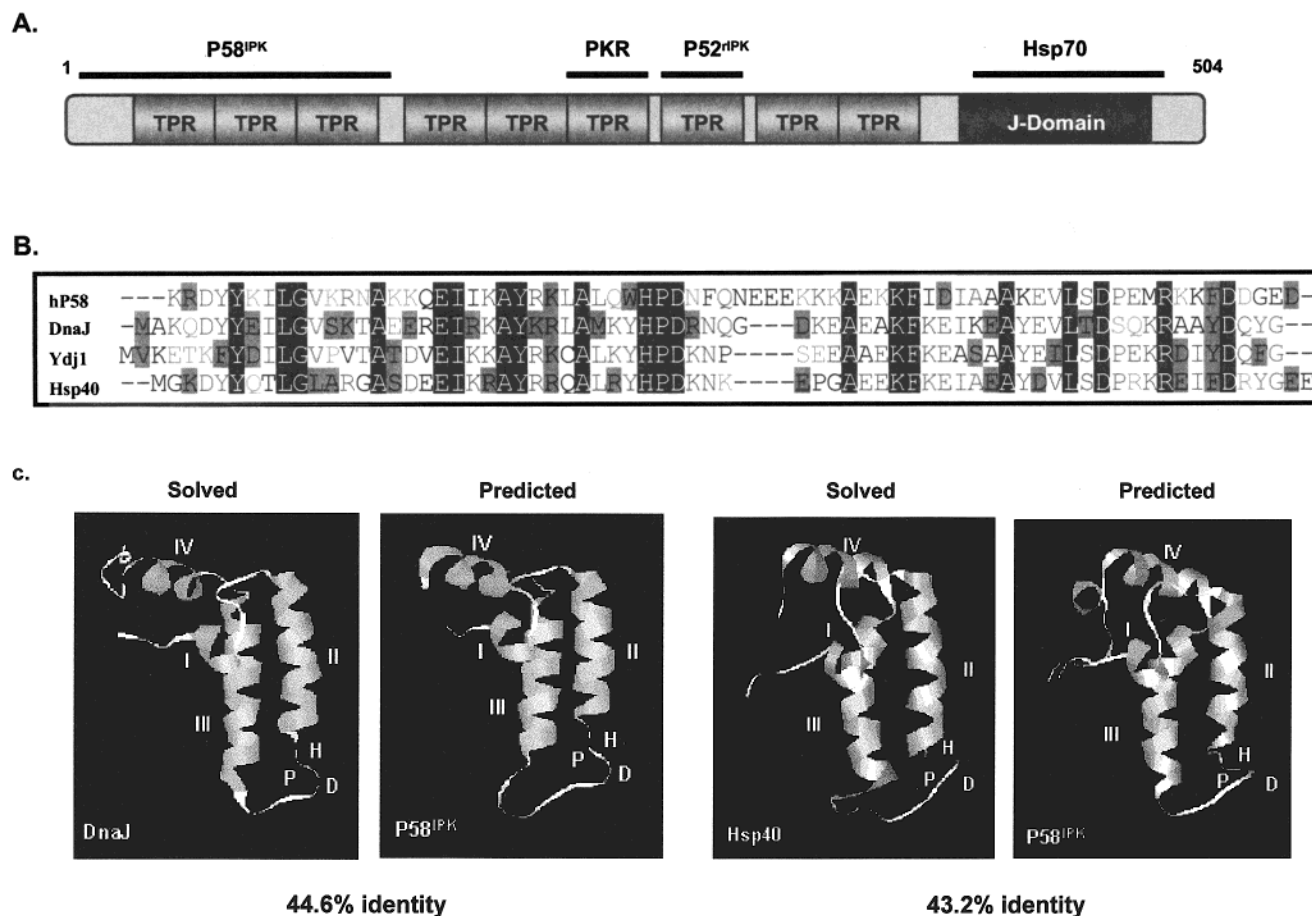 A.
P58IPK PKR P52rIPK Hsp70
1 504
TPR TPR TPR TPR TPR TPR TPR TPR TPR J-Domain
B.
hP58 ---KRDYYKILGVKRNAKKQEIIKAYRKLALQWHPDNFQNEEEKKKAEKKFIDIAAAKEVLSDPEMRKKFDDGED-
DnaJ -MAKQDYYEILGVSKTAEEREIRKAYKRLAMKYHPDRNQG----DKEAEAKFKEIKEAYEVLTDSQKRAAYDQYG-
Ydj1 MVKETKFYDILGVPVTATDVEIKKAYRKCALKYHPDKNP-----SEEAAEKFKEASAAYEILSDPEKRDIYDQFG-
Hsp40 --MGKDYYQTLGLARGASDEEIKRAYRRQALRYHPDKNK----EPGAEEKFKEIAEAYDVLSDPRKREIFDRYGEE
C.
Solved Predicted Solved Predicted
IV IV IV IV
I II I II I II I II
III III III III
H H H H
P D P D P D P D
DnaJ P58IPK Hsp40 P58IPK
44.6% identity 43.2% identity